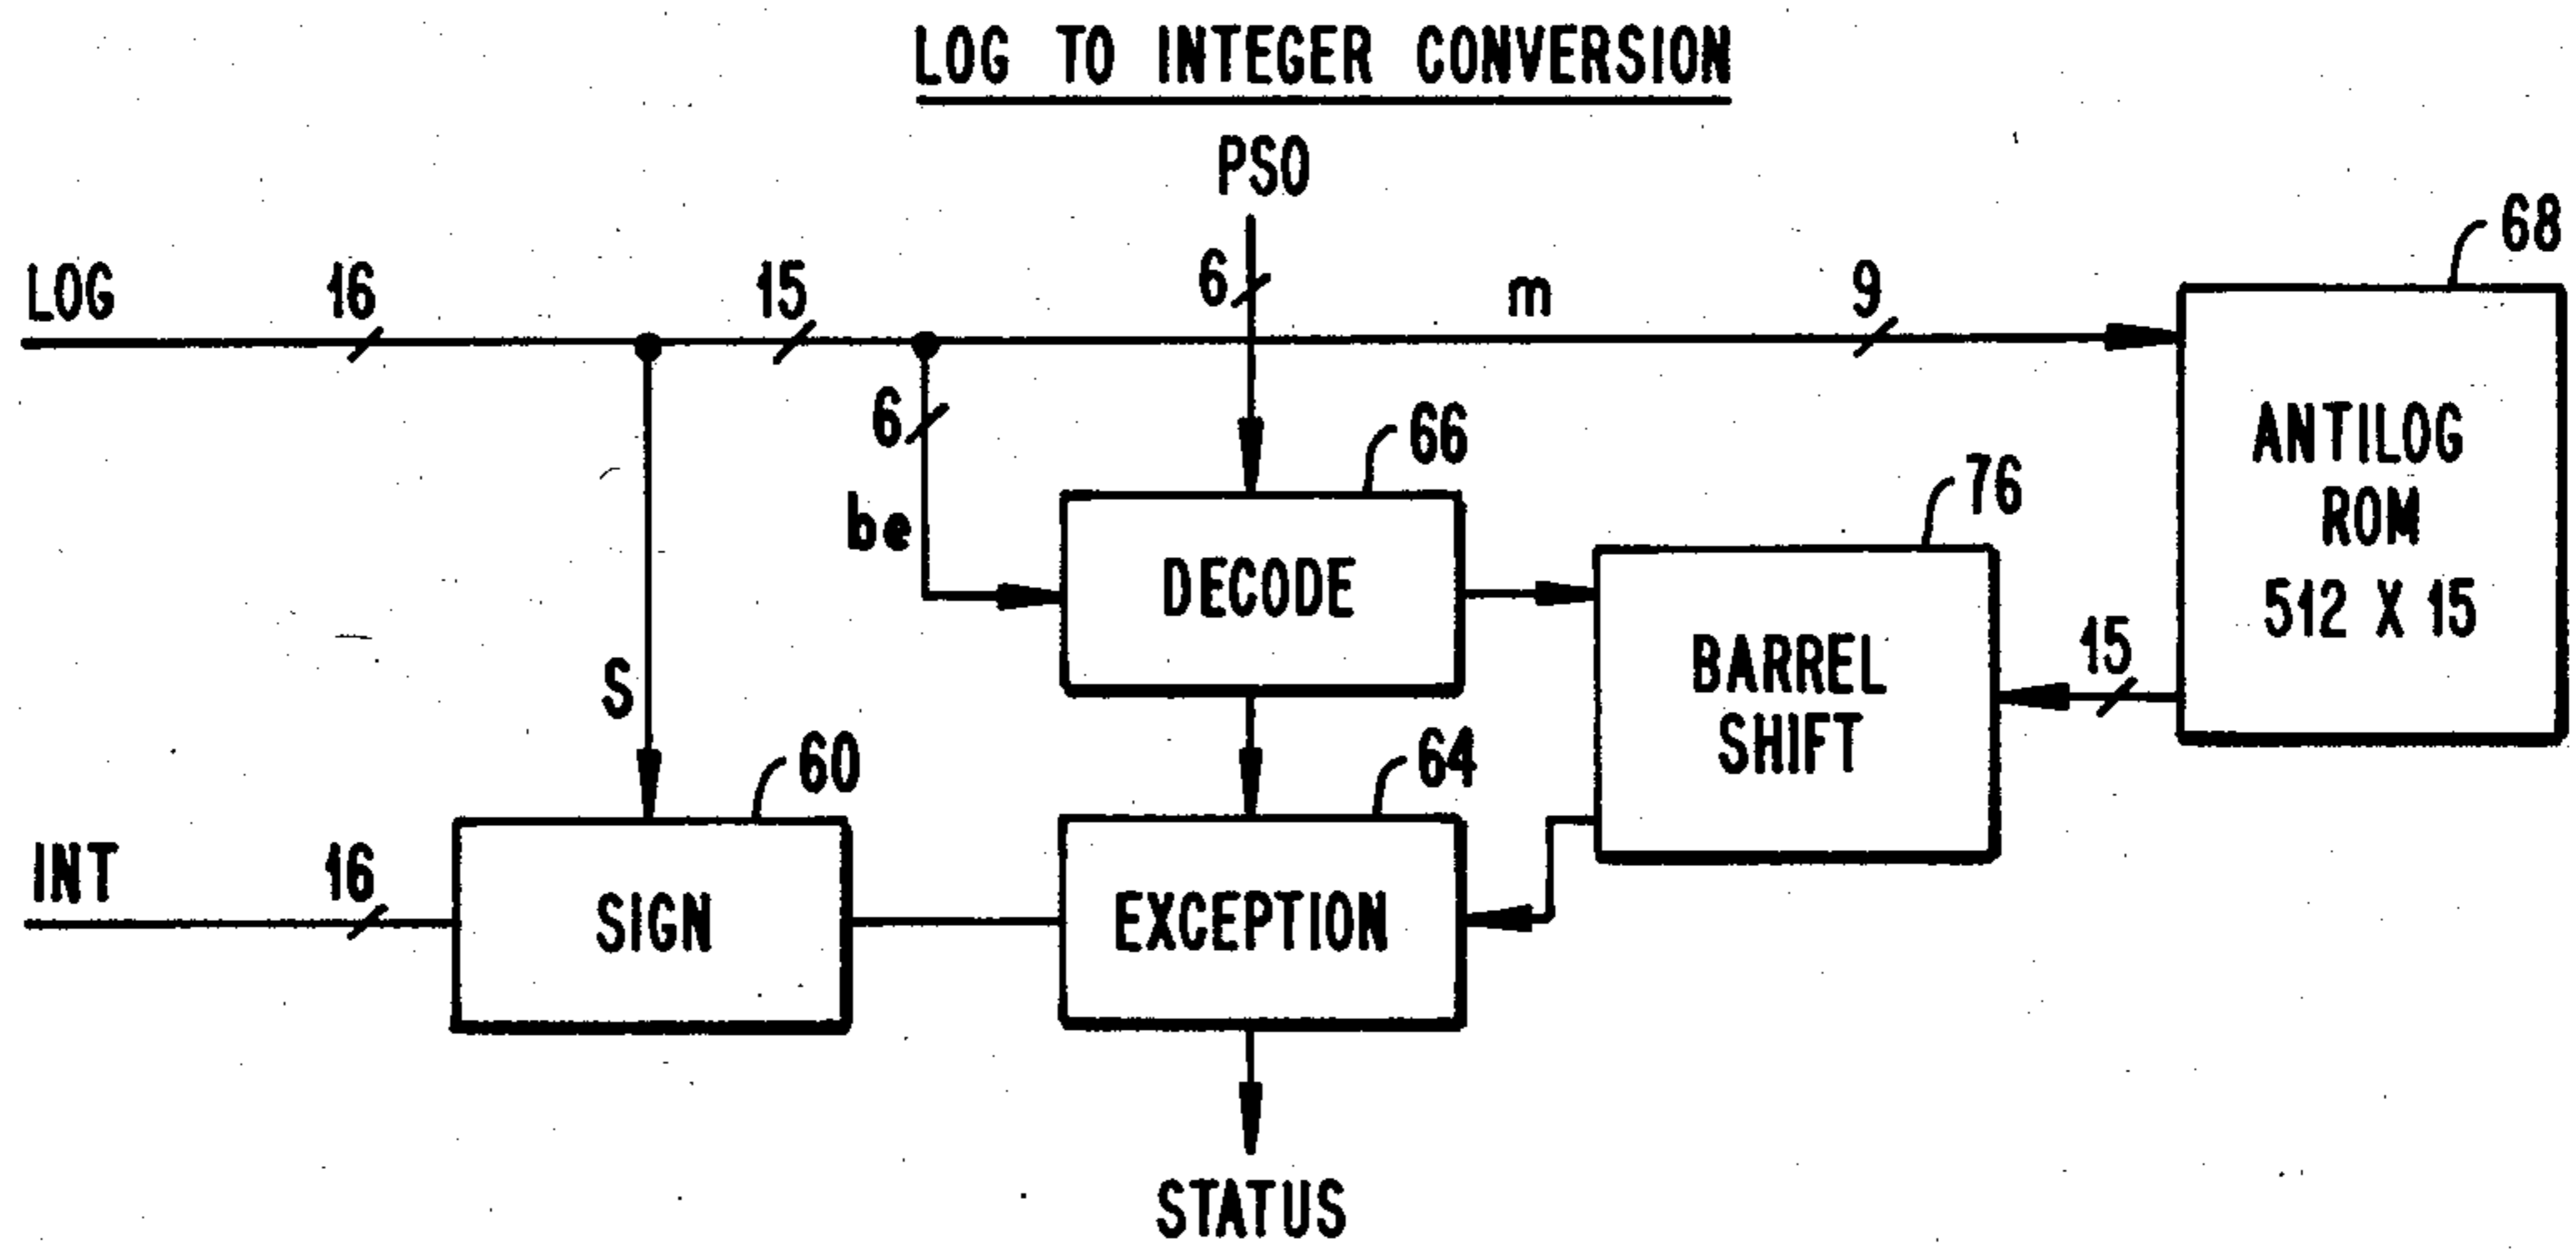 LOG TO INTEGER CONVERSION
PSO
68
LOG
16
15
6
m
9
6
66
ANTILOG
ROM
512 X 15
76
be
DECODE
BARREL
SHIFT
15
S
60
64
INT
16
SIGN
EXCEPTION
STATUS